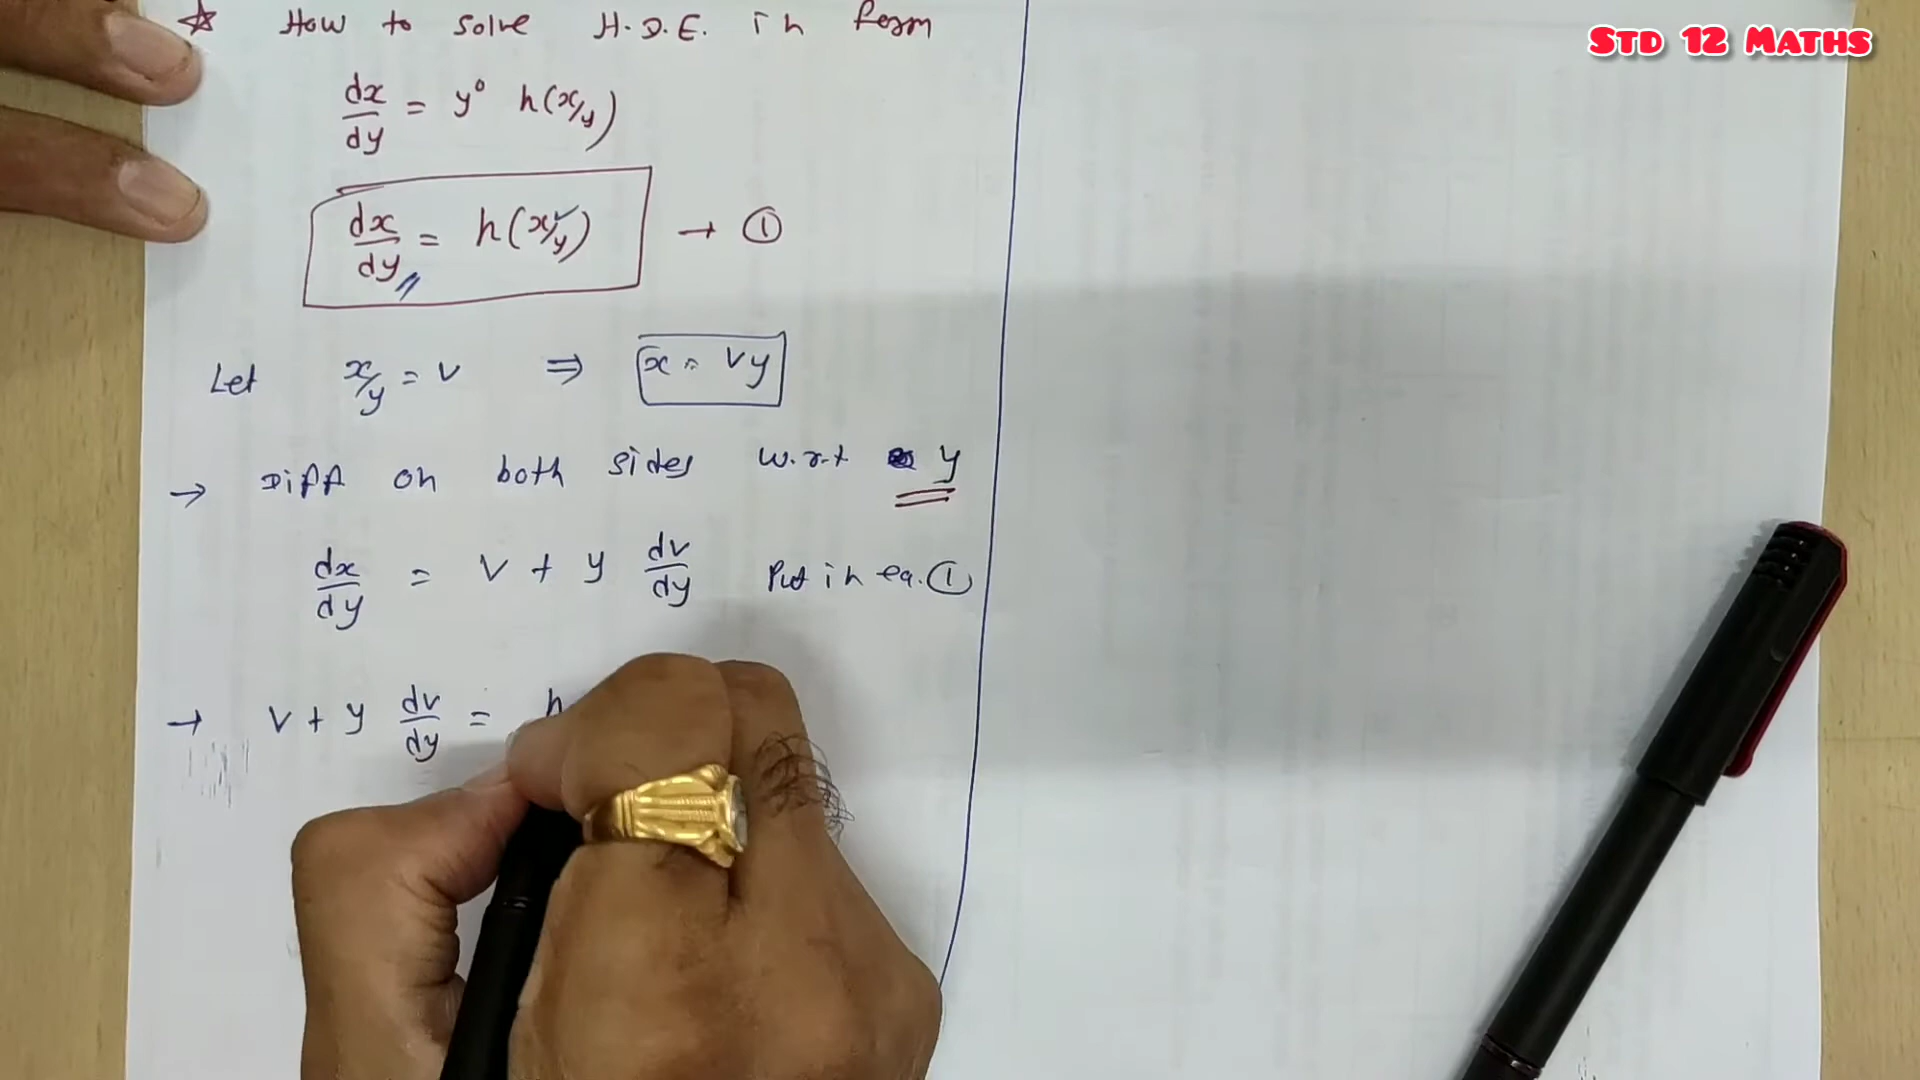 ☆ How to solve H.D.E. in form
Std 12 Maths
dx/dy = y⁰ h(x/y)
dx/dy = h(x/y) → ①
Let x/y = v ⇒ x = vy
→ Diff on both sides w.r.t y
dx/dy = v + y dv/dy Put in eq. ①
→ v + y dv/dy = h